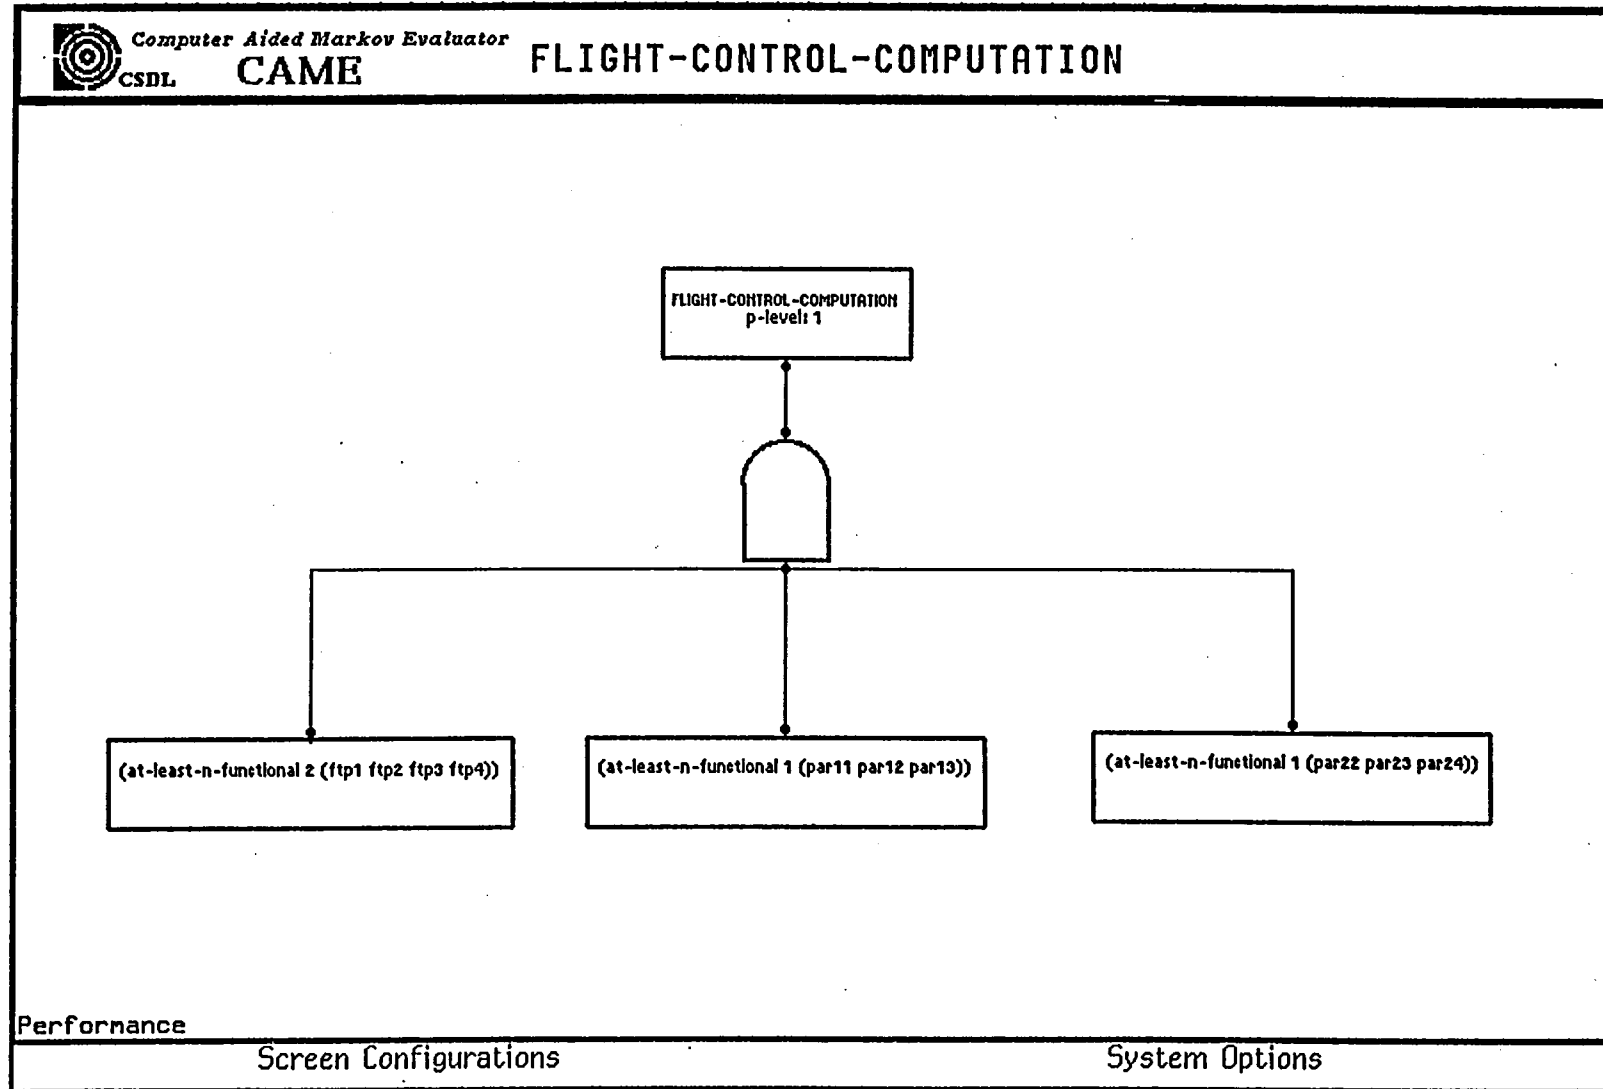 Computer Aided Markov Evaluator
CSDL CAME
FLIGHT-CONTROL-COMPUTATION
FLIGHT-CONTROL-COMPUTATION
p-level: 1
(at-least-n-functional 2 (ftp1 ftp2 ftp3 ftp4))
(at-least-n-functional 1 (par11 par12 par13))
(at-least-n-functional 1 (par22 par23 par24))
Performance
Screen Configurations
System Options